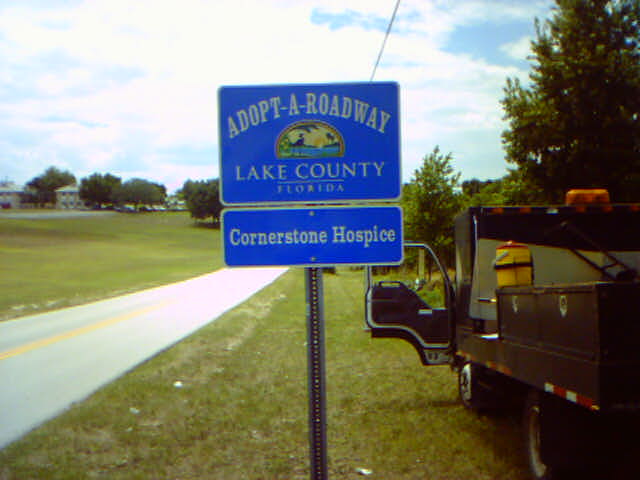 ADOPT-A-ROADWAY
LAKE COUNTY
FLORIDA
Cornerstone Hospice